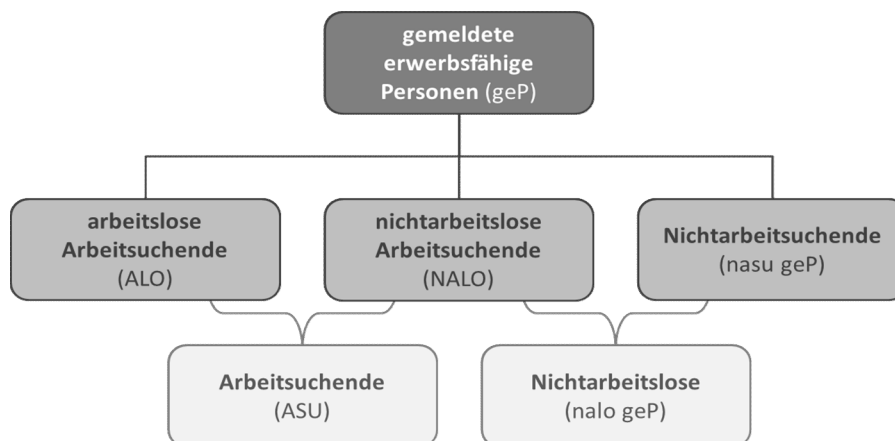 gemeldete
erwerbsfähige
Personen (geP)
arbeitslose
Arbeitsuchende
(ALO)
nichtarbeitslose
Arbeitsuchende
(NALO)
Nichtarbeitsuchende
(nasu geP)
Arbeitsuchende
(ASU)
Nichtarbeitslose
(nalo geP)